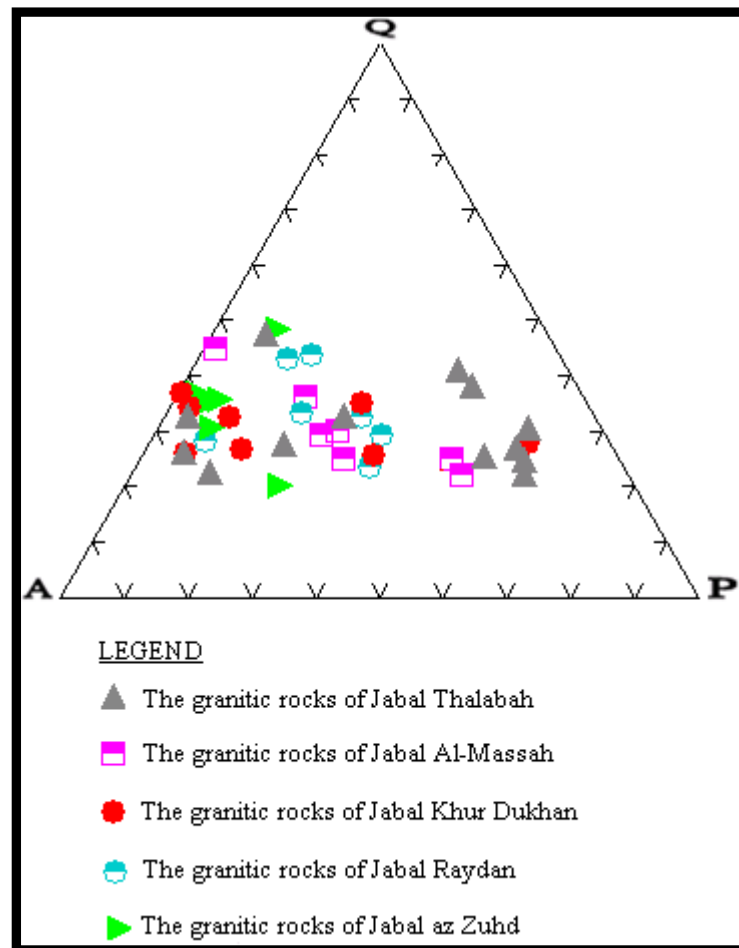 Q
A
P
LEGEND
The granitic rocks of Jabal Thalabah
The granitic rocks of Jabal Al-Massah
The granitic rocks of Jabal Khur Dukhan
The granitic rocks of Jabal Raydan
The granitic rocks of Jabal az Zuhd